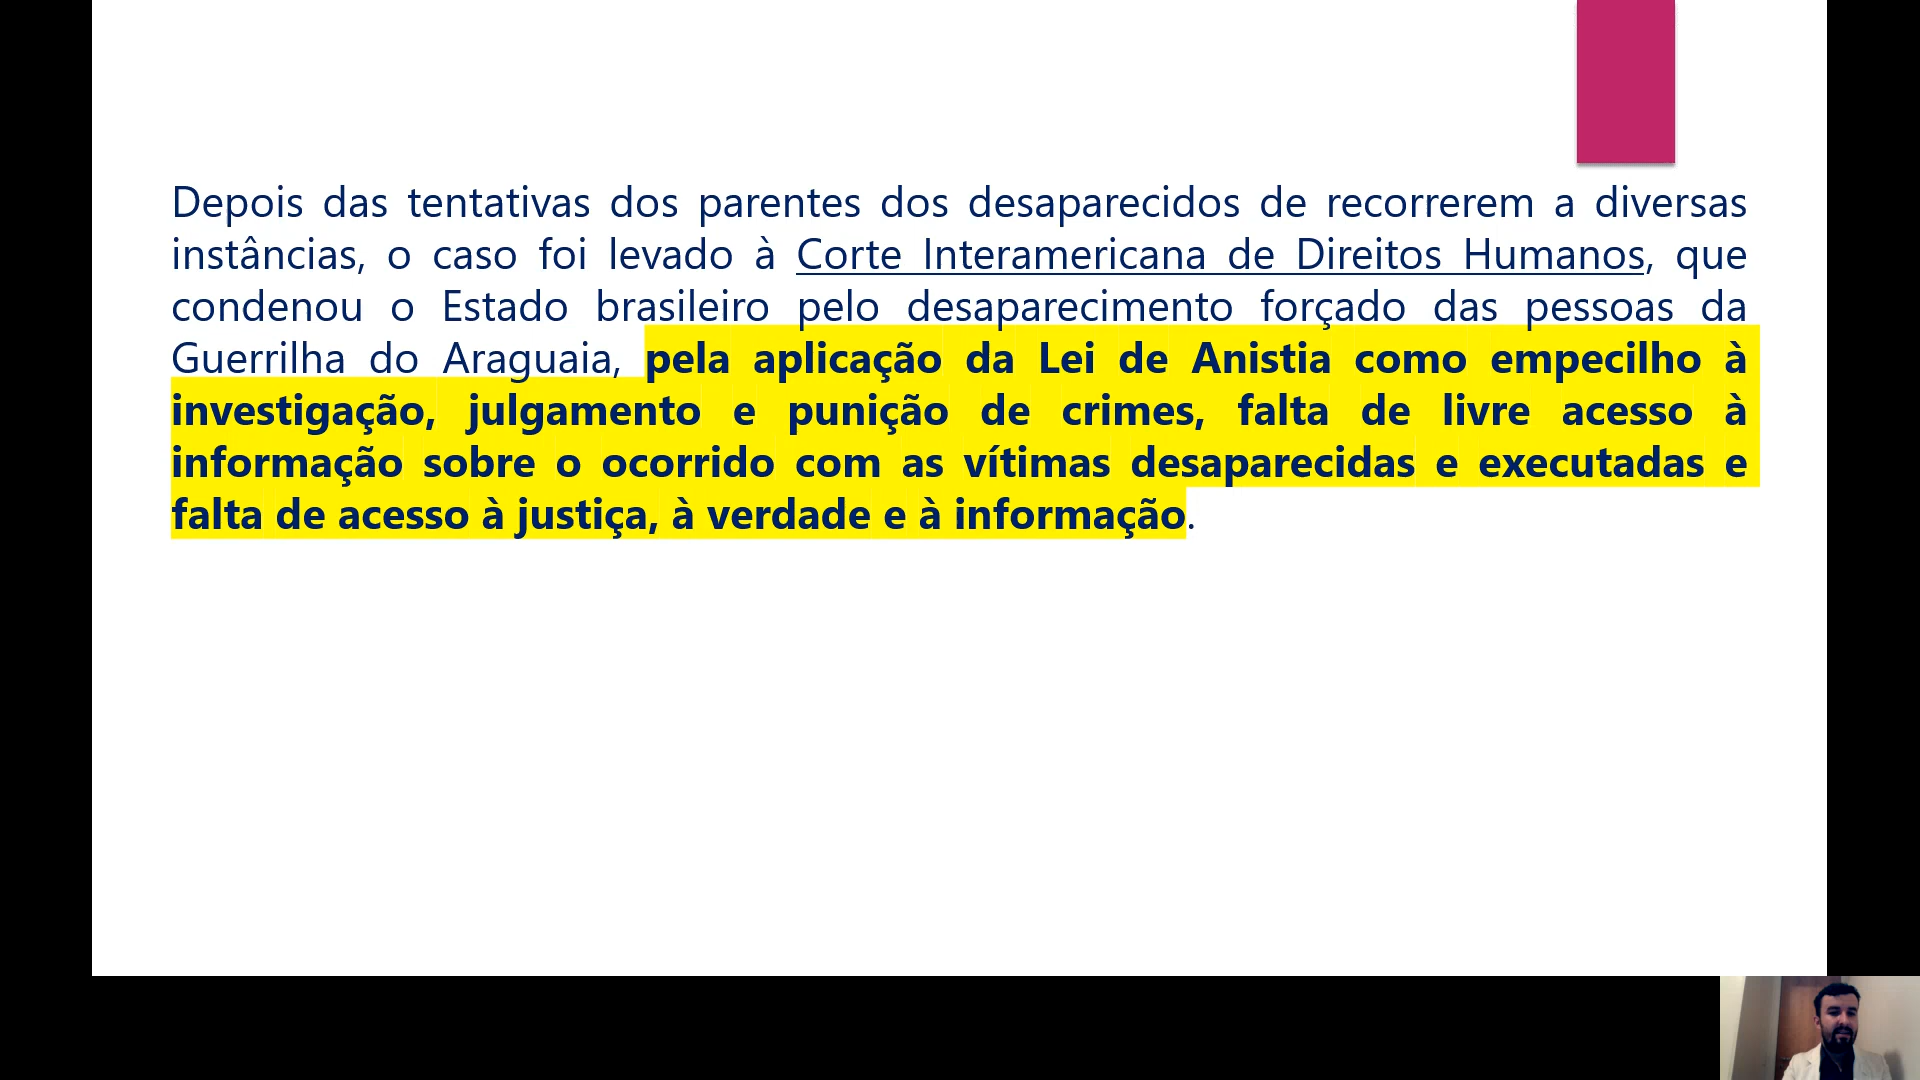 Depois das tentativas dos parentes dos desaparecidos de recorrerem a diversas
instâncias, o caso foi levado à Corte Interamericana de Direitos Humanos, que
condenou o Estado brasileiro pelo desaparecimento forçado das pessoas da
Guerrilha do Araguaia, pela aplicação da Lei de Anistia como empecilho à
investigação, julgamento e punição de crimes, falta de livre acesso à
informação sobre o ocorrido com as vítimas desaparecidas e executadas e
falta de acesso à justiça, à verdade e à informação.